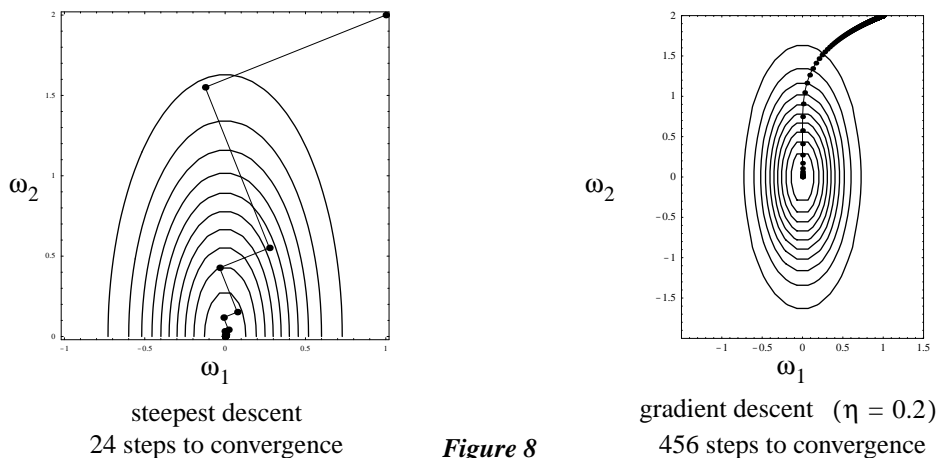 2
1.5
1
0.5
0
-1
-0.5
0
0.5
1
ω2
ω1
steepest descent
24 steps to convergence
Figure 8
2
1.5
1
0.5
0
-0.5
-1
-1.5
-1
-0.5
0
0.5
1
1.5
ω2
ω1
gradient descent (η = 0.2)
456 steps to convergence